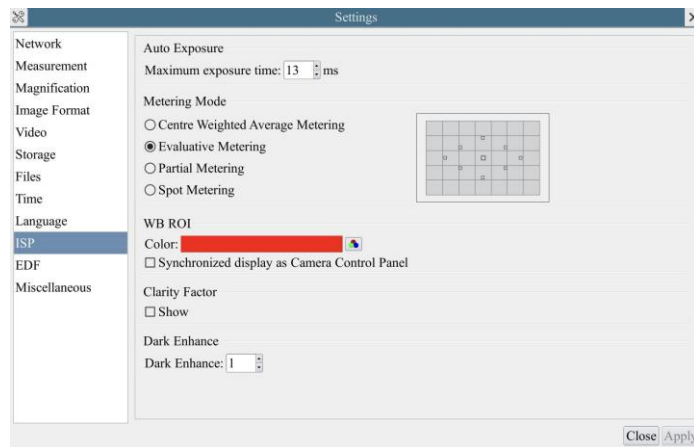 Settings
Network
Measurement
Magnification
Image Format
Video
Storage
Files
Time
Language
ISP
EDF
Miscellaneous
Auto Exposure
Maximum exposure time: 13 ms
Metering Mode
Centre Weighted Average Metering
Evaluative Metering
Partial Metering
Spot Metering
WB ROI
Color:
Synchronized display as Camera Control Panel
Clarity Factor
Show
Dark Enhance
Dark Enhance: 1
Close Apply